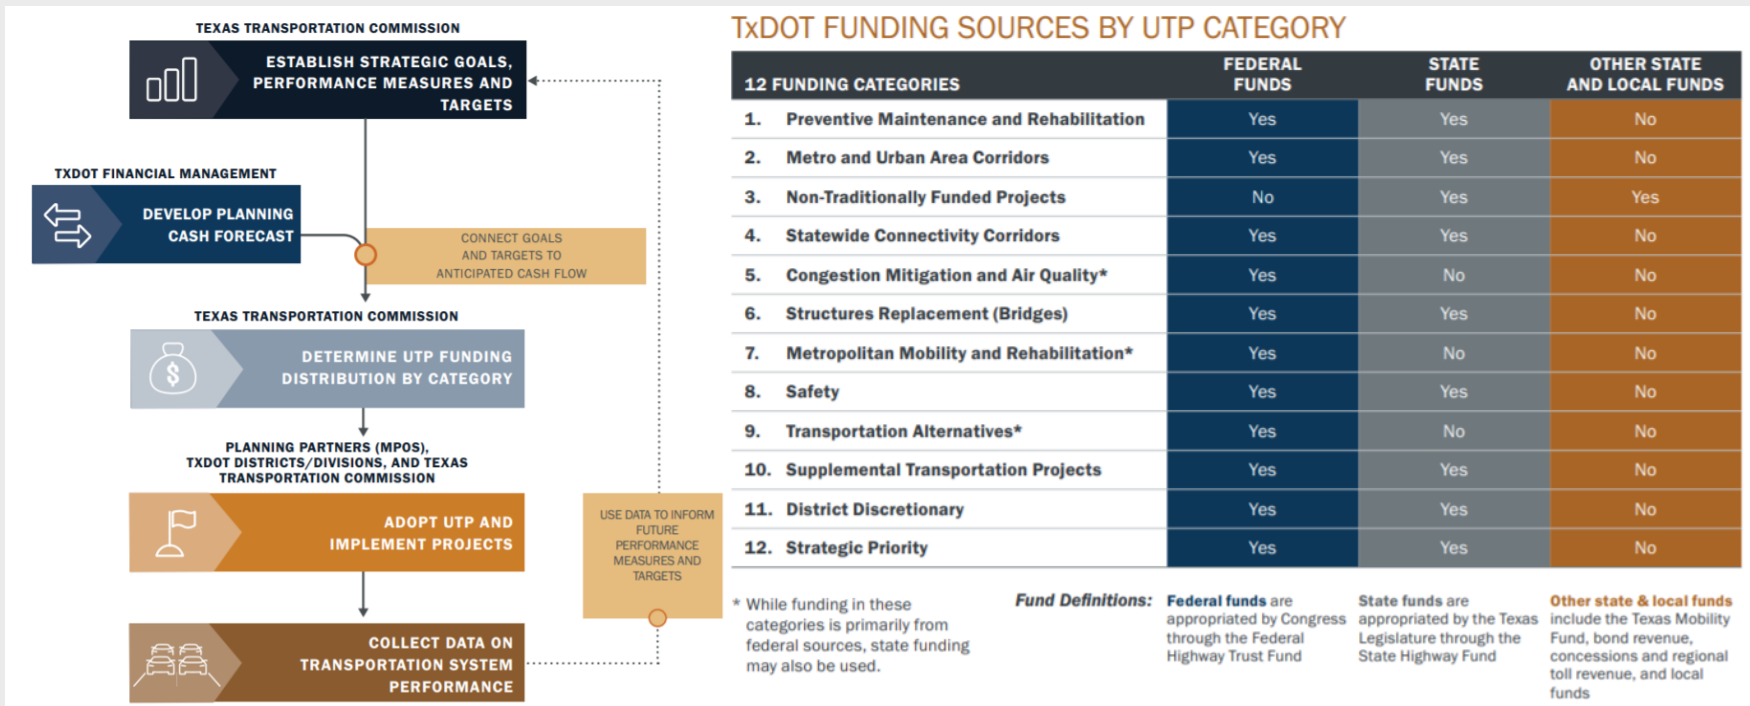 TEXAS TRANSPORTATION COMMISSION
ESTABLISH STRATEGIC GOALS,
PERFORMANCE MEASURES AND
TARGETS
TXDOT FINANCIAL MANAGEMENT
DEVELOP PLANNING
CASH FORECAST
CONNECT GOALS
AND TARGETS TO
ANTICIPATED CASH FLOW
TEXAS TRANSPORTATION COMMISSION
$
DETERMINE UTP FUNDING
DISTRIBUTION BY CATEGORY
PLANNING PARTNERS (MPOS),
TXDOT DISTRICTS/DIVISIONS, AND TEXAS
TRANSPORTATION COMMISSION
ADOPT UTP AND
IMPLEMENT PROJECTS
USE DATA TO INFORM
FUTURE
PERFORMANCE
MEASURES AND
TARGETS
COLLECT DATA ON
TRANSPORTATION SYSTEM
PERFORMANCE
TxDOT FUNDING SOURCES BY UTP CATEGORY
12 FUNDING CATEGORIES FEDERAL FUNDS STATE FUNDS OTHER STATE AND LOCAL FUNDS
1. Preventive Maintenance and Rehabilitation Yes Yes No
2. Metro and Urban Area Corridors Yes Yes No
3. Non-Traditionally Funded Projects No Yes Yes
4. Statewide Connectivity Corridors Yes Yes No
5. Congestion Mitigation and Air Quality* Yes No No
6. Structures Replacement (Bridges) Yes Yes No
7. Metropolitan Mobility and Rehabilitation* Yes No No
8. Safety Yes Yes No
9. Transportation Alternatives* Yes No No
10. Supplemental Transportation Projects Yes Yes No
11. District Discretionary Yes Yes No
12. Strategic Priority Yes Yes No
* While funding in these
categories is primarily from
federal sources, state funding
may also be used.
Fund Definitions:
Federal funds are
appropriated by Congress
through the Federal
Highway Trust Fund
State funds are
appropriated by the Texas
Legislature through the
State Highway Fund
Other state & local funds
include the Texas Mobility
Fund, bond revenue,
concessions and regional
toll revenue, and local
funds